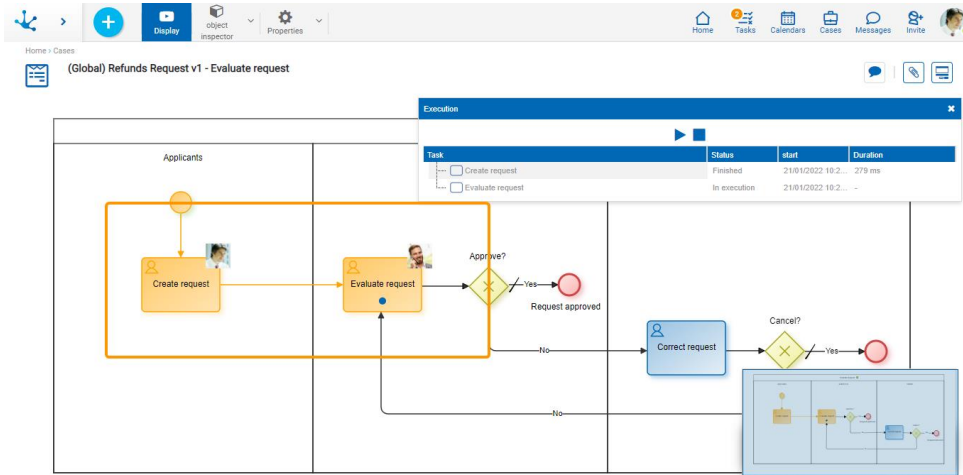 Display
object
inspector
Properties
Home
2
Tasks
Calendars
Cases
Messages
Invite
Home › Cases
(Global) Refunds Request v1 - Evaluate request
Execution
Task Status start Duration
Create request Finished 21/01/2022 10:2... 279 ms
Evaluate request In execution 21/01/2022 10:2... -
Applicants
Create request
Evaluate request
Approve?
Yes
Request approved
No
Correct request
Cancel?
Yes
No